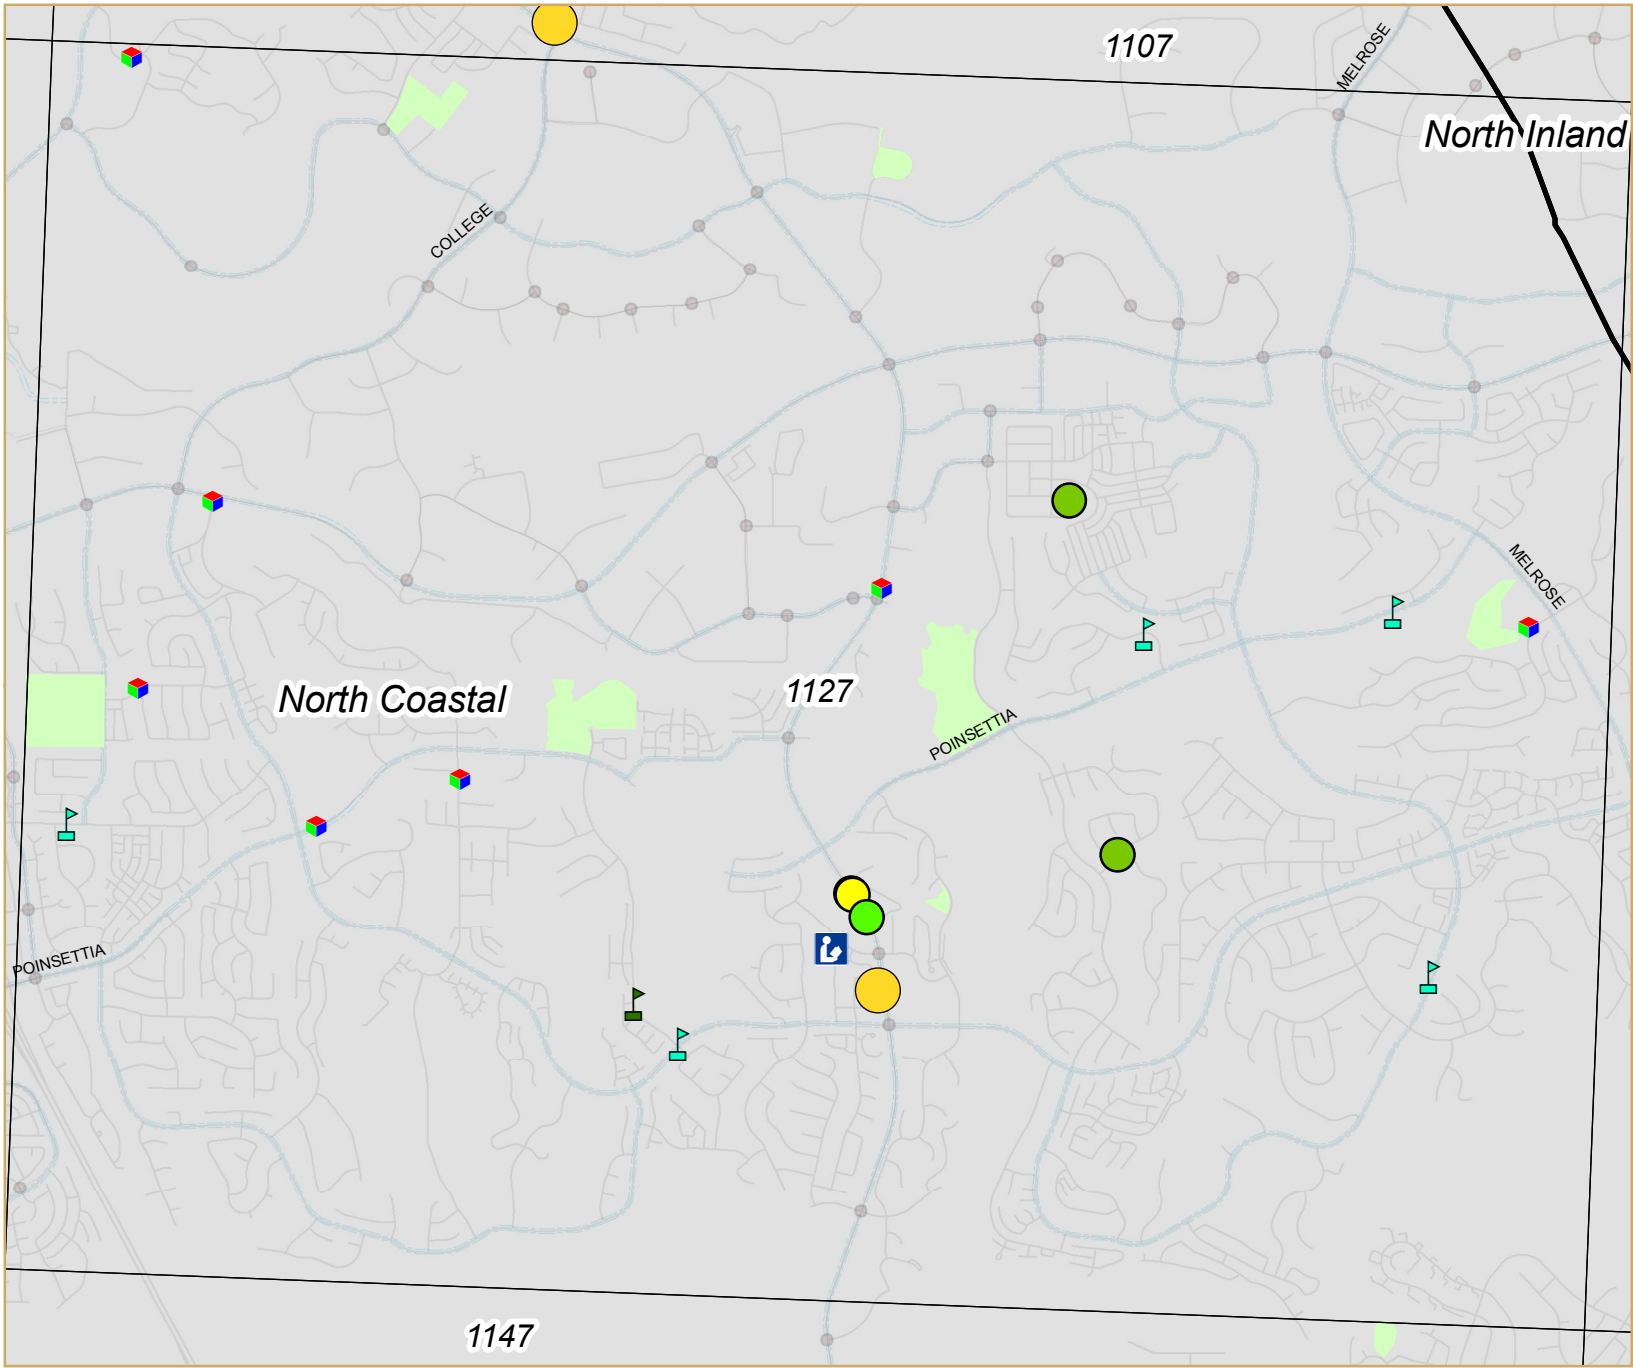 1107
MELROSE
North Inland
COLLEGE
MELROSE
North Coastal
1127
POINSETTIA
POINSETTIA
1147